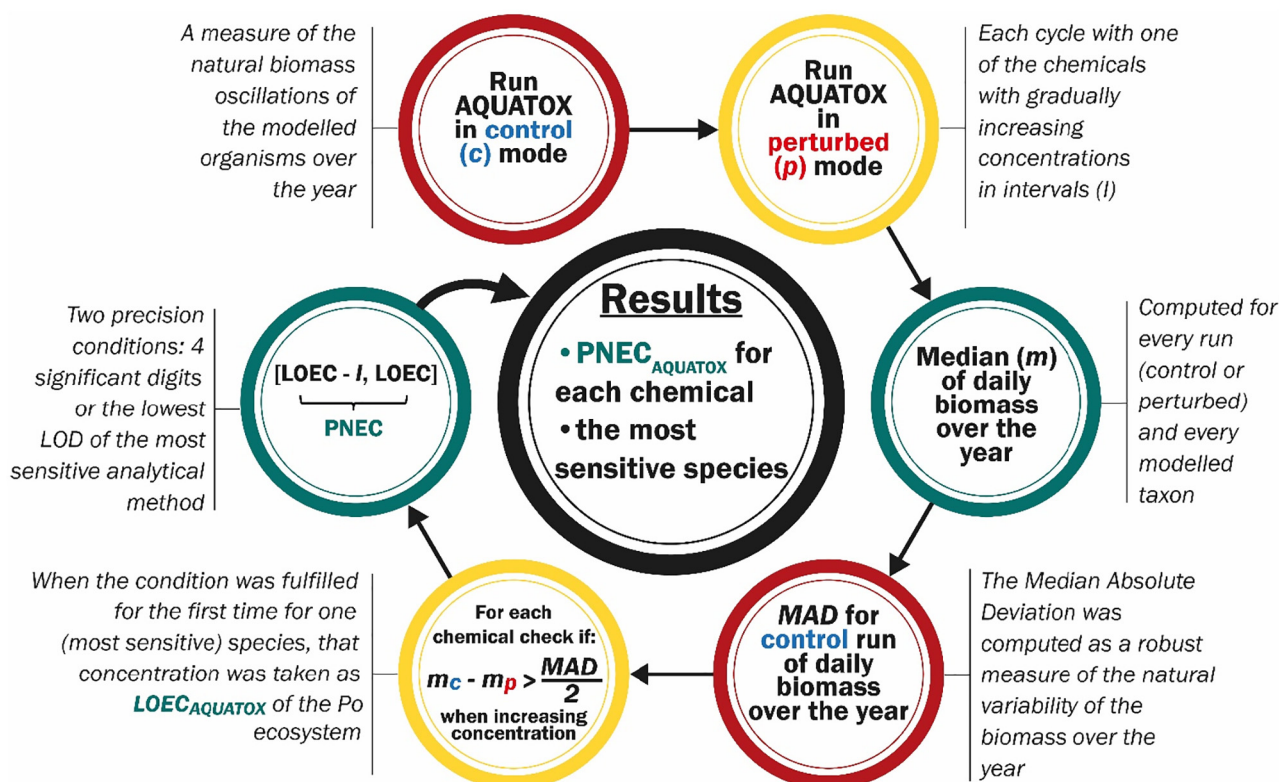 A measure of the
natural biomass
oscillations of
the modelled
organisms over
the year
Run
AQUATOX
in control
(c) mode
Run
AQUATOX
in
perturbed
(p) mode
Each cycle with one
of the chemicals
with gradually
increasing
concentrations
in intervals (I)
Median (m)
of daily
biomass
over the
year
Computed for
every run
(control or
perturbed)
and every
modelled
taxon
MAD for
control run
of daily
biomass
over the year
The Median Absolute
Deviation was
computed as a robust
measure of the natural
variability of the
biomass over the
year
For each
chemical check if:
mc - mp > MAD/2
when increasing
concentration
When the condition was fulfilled
for the first time for one
(most sensitive) species, that
concentration was taken as
LOECAQUATOX of the Po
ecosystem
[LOEC - I, LOEC]
PNEC
Two precision
conditions: 4
significant digits
or the lowest
LOD of the most
sensitive analytical
method
Results
• PNECAQUATOX for
each chemical
• the most
sensitive species